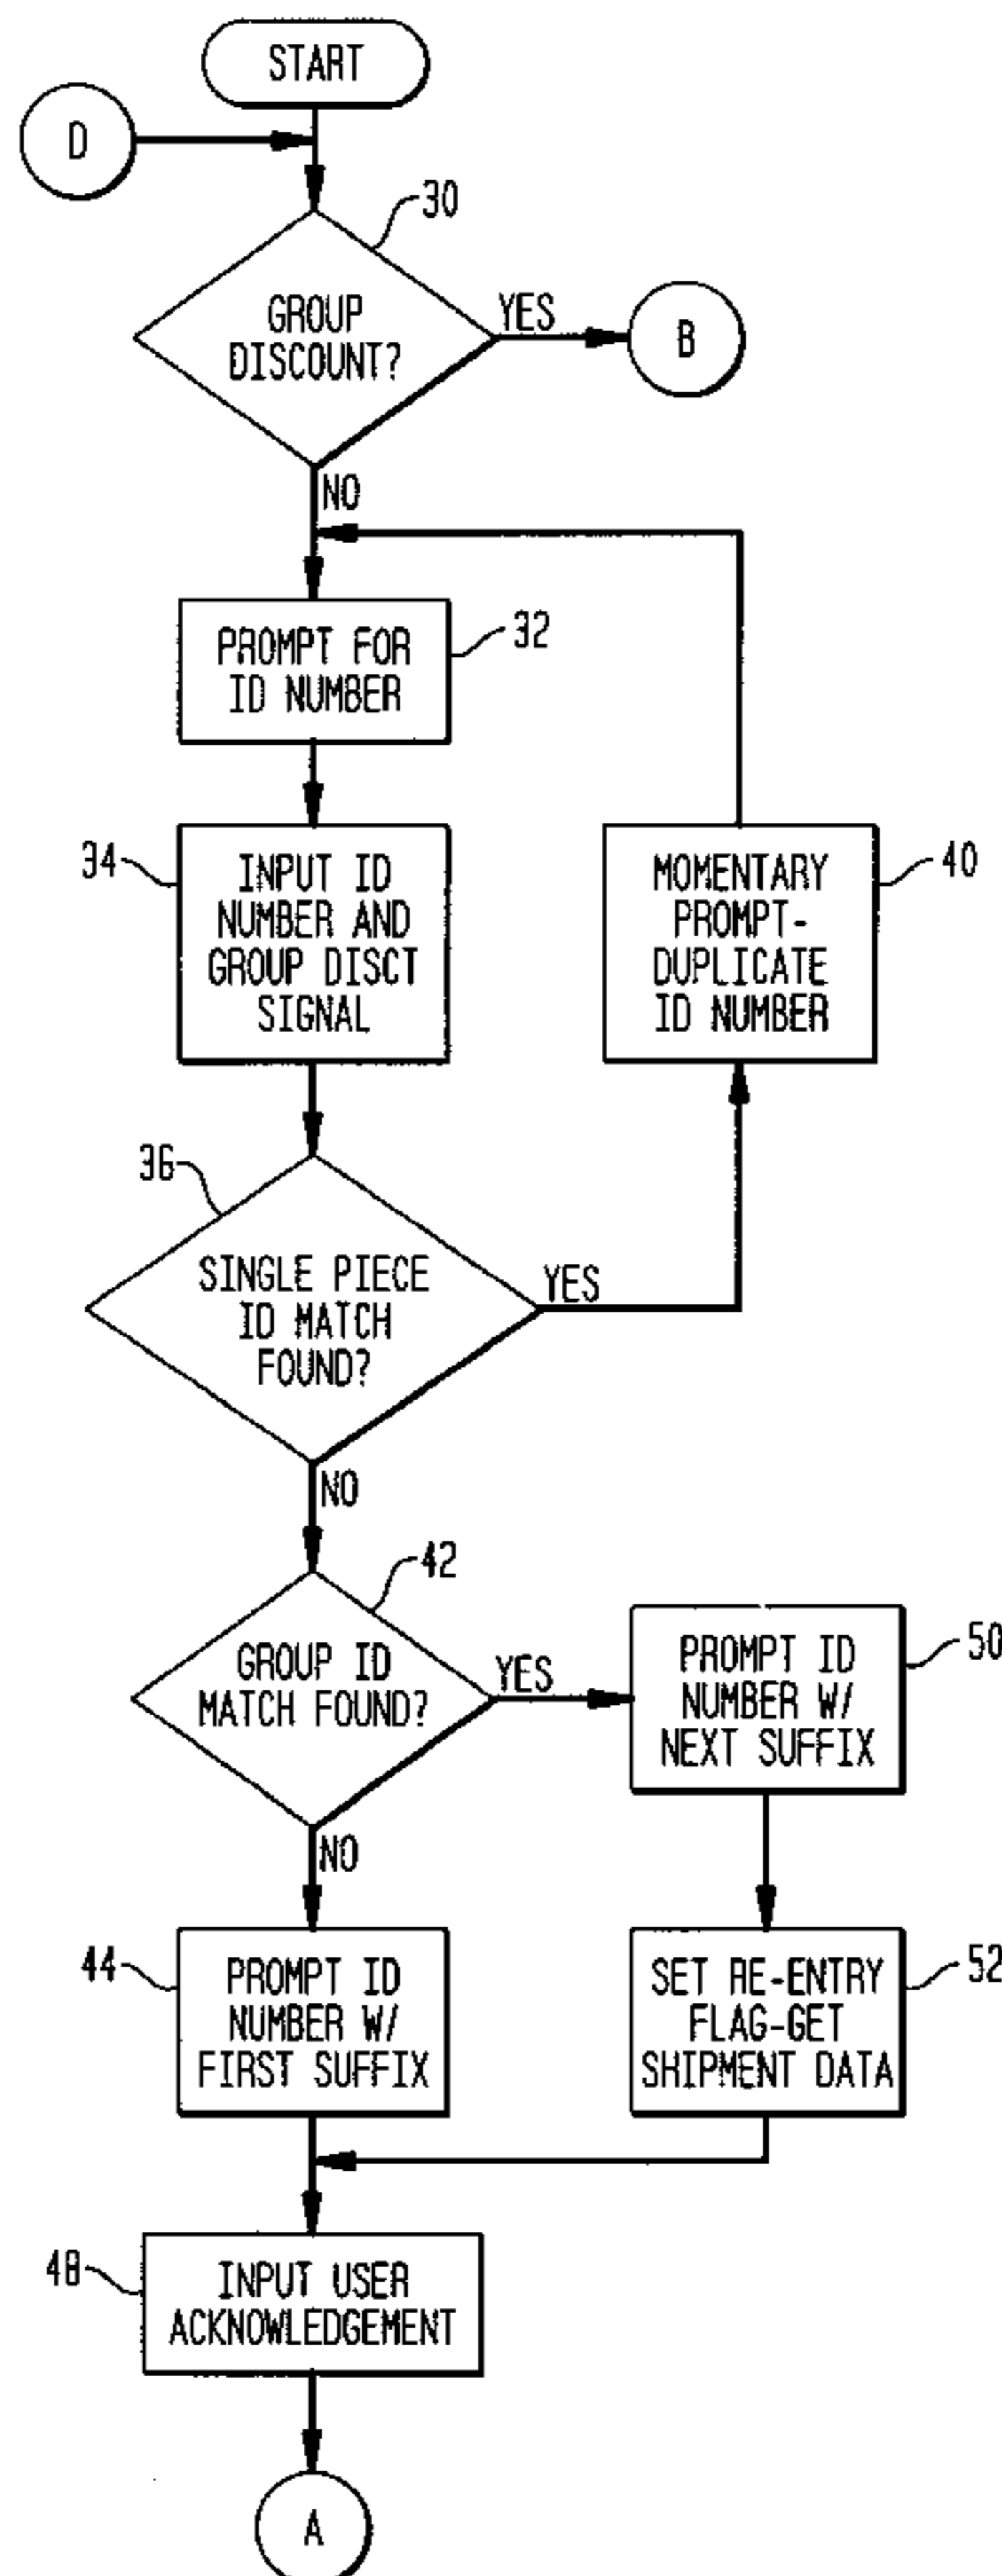 START
D
30
GROUP
DISCOUNT?
YES
B
NO
PROMPT FOR
ID NUMBER
32
34
INPUT ID
NUMBER AND
GROUP DISCT
SIGNAL
MOMENTARY
PROMPT-
DUPLICATE
ID NUMBER
40
36
SINGLE PIECE
ID MATCH
FOUND?
YES
NO
42
GROUP ID
MATCH FOUND?
YES
PROMPT ID
NUMBER W/
NEXT SUFFIX
50
NO
44
PROMPT ID
NUMBER W/
FIRST SUFFIX
SET RE-ENTRY
FLAG-GET
SHIPMENT DATA
52
48
INPUT USER
ACKNOWLEDGEMENT
A